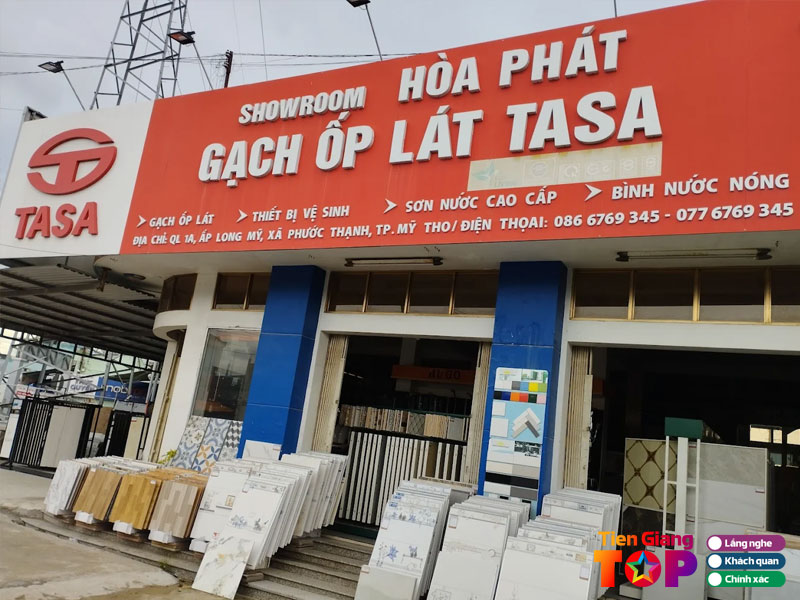 SHOWROOM HÒA PHÁT
GẠCH ỐP LÁT TASA
TASA
GẠCH ỐP LÁT THIẾT BỊ VỆ SINH SƠN NƯỚC CAO CẤP BÌNH NƯỚC NÓNG
ĐỊA CHỈ: QL 1A, ẤP LONG MỸ, XÃ PHƯỚC THẠNH, TP. MỸ THO/ ĐIỆN THOẠI: 086 6769 345 - 077 6769 345
HUGO
Tien Giang
TOP
Lắng nghe
Khách quan
Chính xác